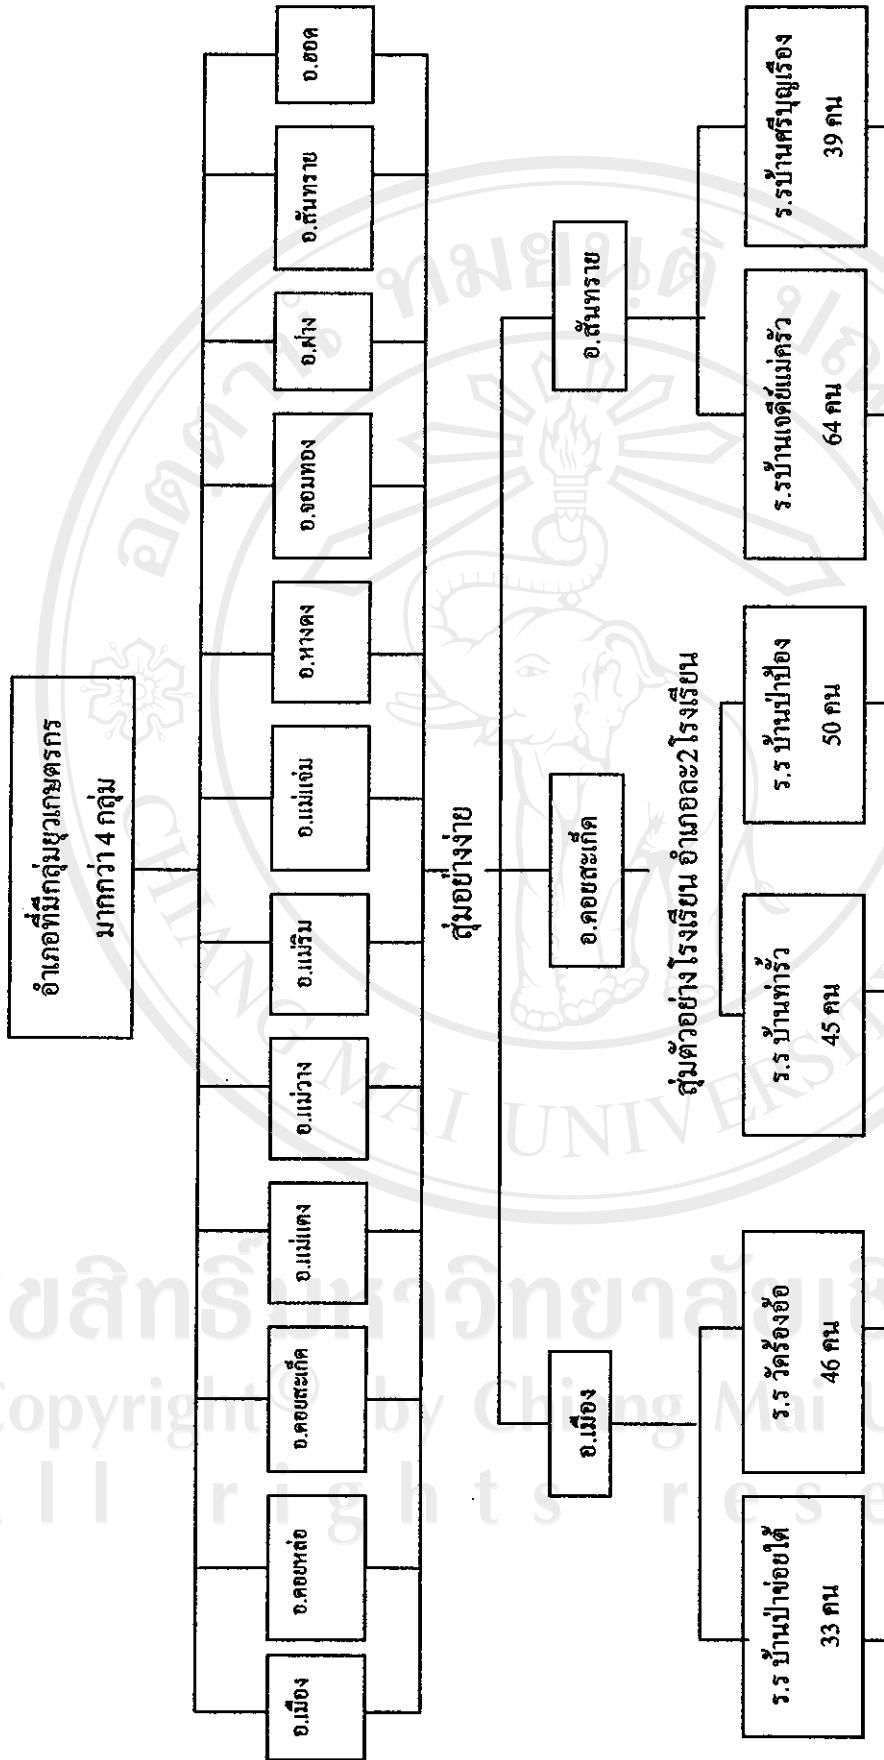 อำเภอที่มีกลุ่มยุวเกษตรกร
มากกว่า 4 กลุ่ม
อ.เมือง
อ.ดอยหล่อ
อ.ดอยสะเก็ด
อ.แม่แตง
อ.แม่วาง
อ.แม่ริม
อ.แม่แจ่ม
อ.หางดง
อ.จอมทอง
อ.ฝาง
อ.สันทราย
อ.ฮอด
สุ่มอย่างง่าย
อ.เมือง
อ.ดอยสะเก็ด
อ.สันทราย
สุ่มตัวอย่างโรงเรียน อำเภอละ2โรงเรียน
ร.ร บ้านป่าข่อยใต้
33 คน
ร.ร วัดร้องอ้อ
46 คน
ร.ร บ้านท่ารั้ว
45 คน
ร.ร บ้านป่าป้อง
50 คน
ร.รบ้านเจดีย์แม่ครัว
64 คน
ร.รบ้านศรีบุญเรือง
39 คน
CHIANG MAI UNIVERSIT
Copyright© by Chiang Mai U
ll rights rese